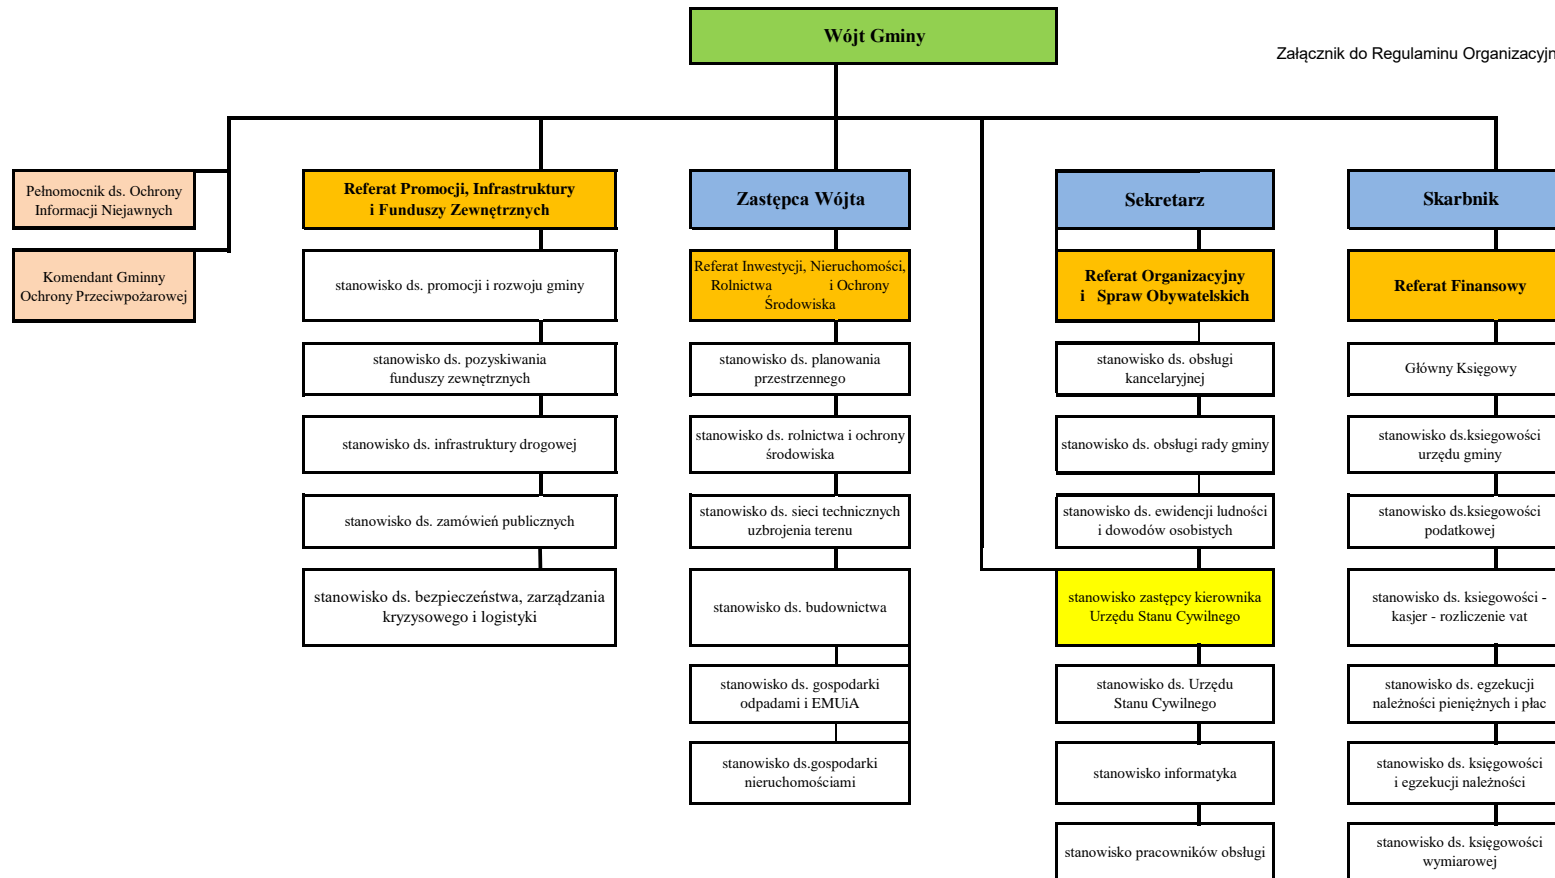 Wójt Gminy
Załącznik do Regulaminu Organizacyjn
Pełnomocnik ds. Ochrony
Informacji Niejawnych
Komendant Gminny
Ochrony Przeciwpożarowej
Referat Promocji, Infrastruktury
i Funduszy Zewnętrznych
stanowisko ds. promocji i rozwoju gminy
stanowisko ds. pozyskiwania
funduszy zewnętrznych
stanowisko ds. infrastruktury drogowej
stanowisko ds. zamówień publicznych
stanowisko ds. bezpieczeństwa, zarządzania
kryzysowego i logistyki
Zastępca Wójta
Referat Inwestycji, Nieruchomości,
Rolnictwa i Ochrony
Środowiska
stanowisko ds. planowania
przestrzennego
stanowisko ds. rolnictwa i ochrony
środowiska
stanowisko ds. sieci technicznych
uzbrojenia terenu
stanowisko ds. budownictwa
stanowisko ds. gospodarki
odpadami i EMUiA
stanowisko ds.gospodarki
nieruchomościami
Sekretarz
Referat Organizacyjny
i Spraw Obywatelskich
stanowisko ds. obsługi
kancelaryjnej
stanowisko ds. obsługi rady gminy
stanowisko ds. ewidencji ludności
i dowodów osobistych
stanowisko zastępcy kierownika
Urzędu Stanu Cywilnego
stanowisko ds. Urzędu
Stanu Cywilnego
stanowisko informatyka
stanowisko pracowników obsługi
Skarbnik
Referat Finansowy
Główny Księgowy
stanowisko ds.ksiegowości
urzędu gminy
stanowisko ds.ksiegowości
podatkowej
stanowisko ds. ksiegowości -
kasjer - rozliczenie vat
stanowisko ds. egzekucji
należności pieniężnych i płac
stanowisko ds. księgowości
i egzekucji należności
stanowisko ds. księgowości
wymiarowej